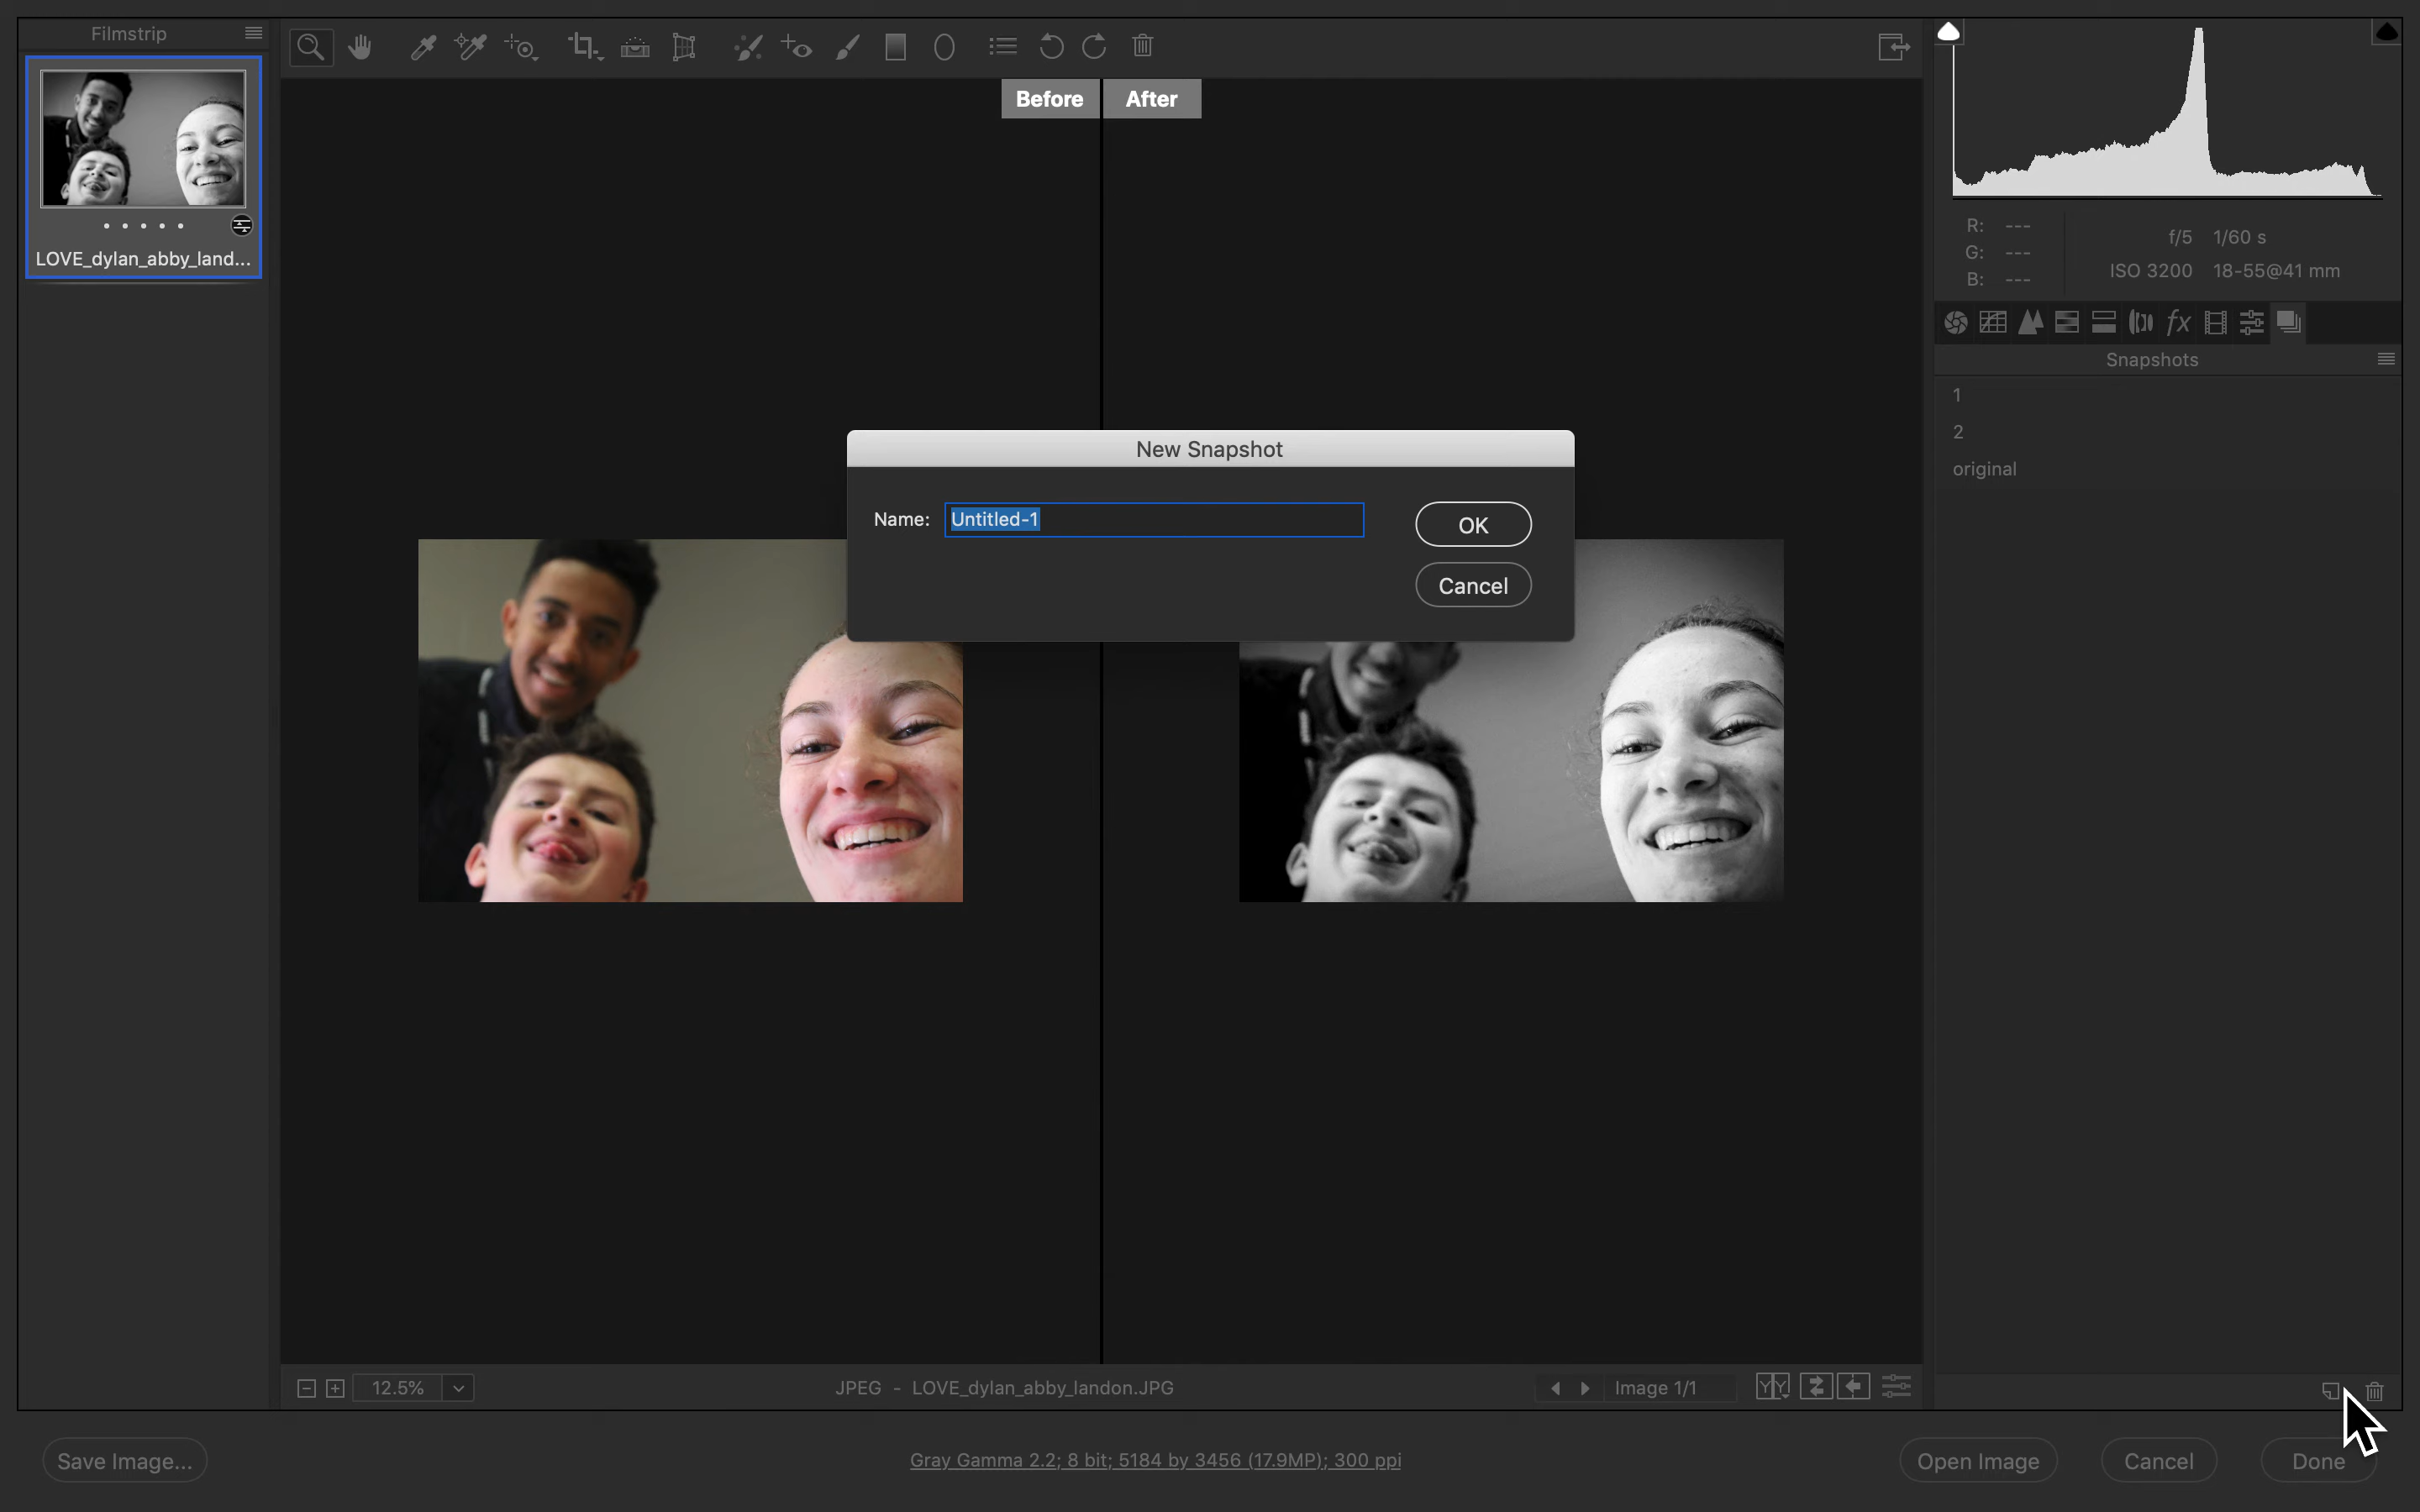 Filmstrip
LOVE_dylan_abby_land...
Before
After
R: ---
G: ---
B: ---
f/5 1/60 s
ISO 3200 18-55@41 mm
fx
Snapshots
1
2
original
New Snapshot
Name: Untitled-1
OK
Cancel
12.5%
JPEG - LOVE_dylan_abby_landon.JPG
Image 1/1
Y Y
Save Image...
Gray Gamma 2.2; 8 bit; 5184 by 3456 (17.9MP); 300 ppi
Open Image
Cancel
Done